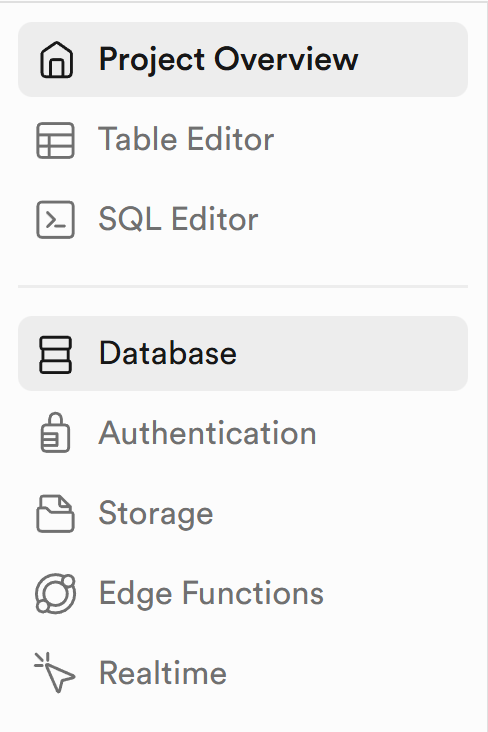 Project Overview
Table Editor
SQL Editor
Database
Authentication
Storage
Edge Functions
Realtime